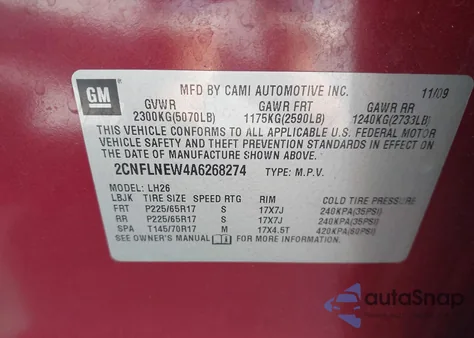 GM
MFD BY CAMI AUTOMOTIVE INC. 11/09
GVWR GAWR FRT GAWR RR
2300KG(5070LB) 1175KG(2590LB) 1240KG(2733LB)
THIS VEHICLE CONFORMS TO ALL APPLICABLE U.S. FEDERAL MOTOR
VEHICLE SAFETY AND THEFT PREVENTION STANDARDS IN EFFECT ON
THE DATE OF MANUFACTURE SHOWN ABOVE.
2CNFLNEW4A6268274 TYPE: M.P.V.
MODEL: LH26
LBJK TIRE SIZE SPEED RTG RIM COLD TIRE PRESSURE
FRT P225/65R17 S 17X7J 240KPA(35PSI)
RR P225/65R17 S 17X7J 240KPA(35PSI)
SPA T145/70R17 M 17X4.5T 420KPA(60PSI)
SEE OWNER'S MANUAL FOR MORE INFORMATION.
autoSnap